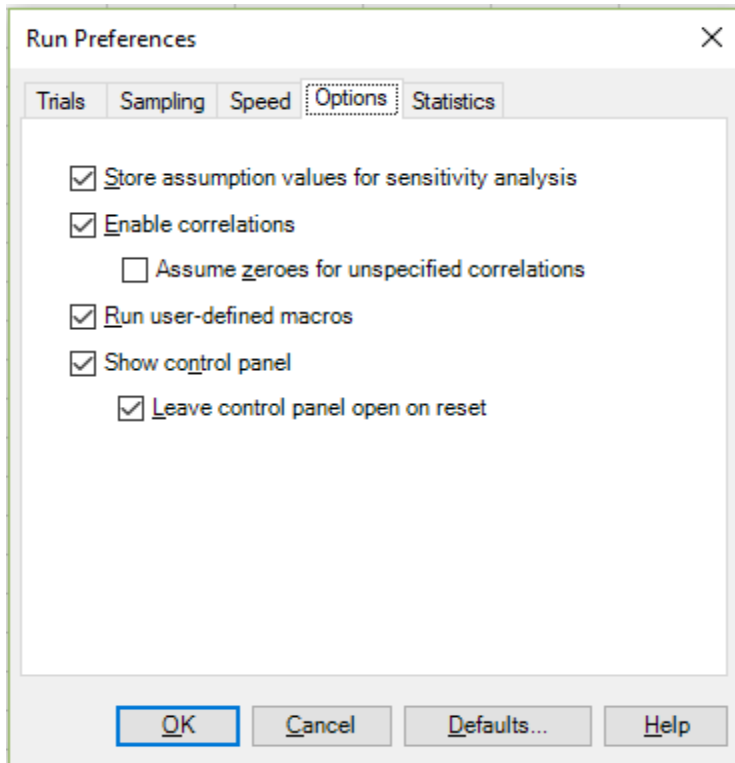 Run Preferences
Trials Sampling Speed Options Statistics
Store assumption values for sensitivity analysis
Enable correlations
Assume zeroes for unspecified correlations
Run user-defined macros
Show control panel
Leave control panel open on reset
OK Cancel Defaults... Help